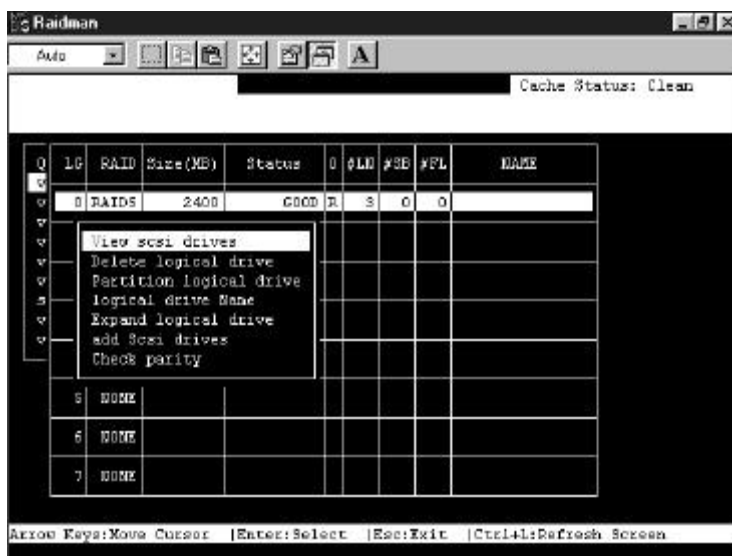 Raidman
Auto
A
Cache Status: Clean
Q LG RAID Size(MB) Status O #LN #SB #FL NAME
0 RAID5 2400 GOOD R 3 0 0
View scsi drives
Delete logical drive
Partition logical drive
logical drive Name
Expand logical drive
add Scsi drives
Check parity
5 NONE
6 NONE
7 NONE
Arrow Keys:Move Cursor |Enter:Select |Esc:Exit |Ctrl+L:Refresh Screen